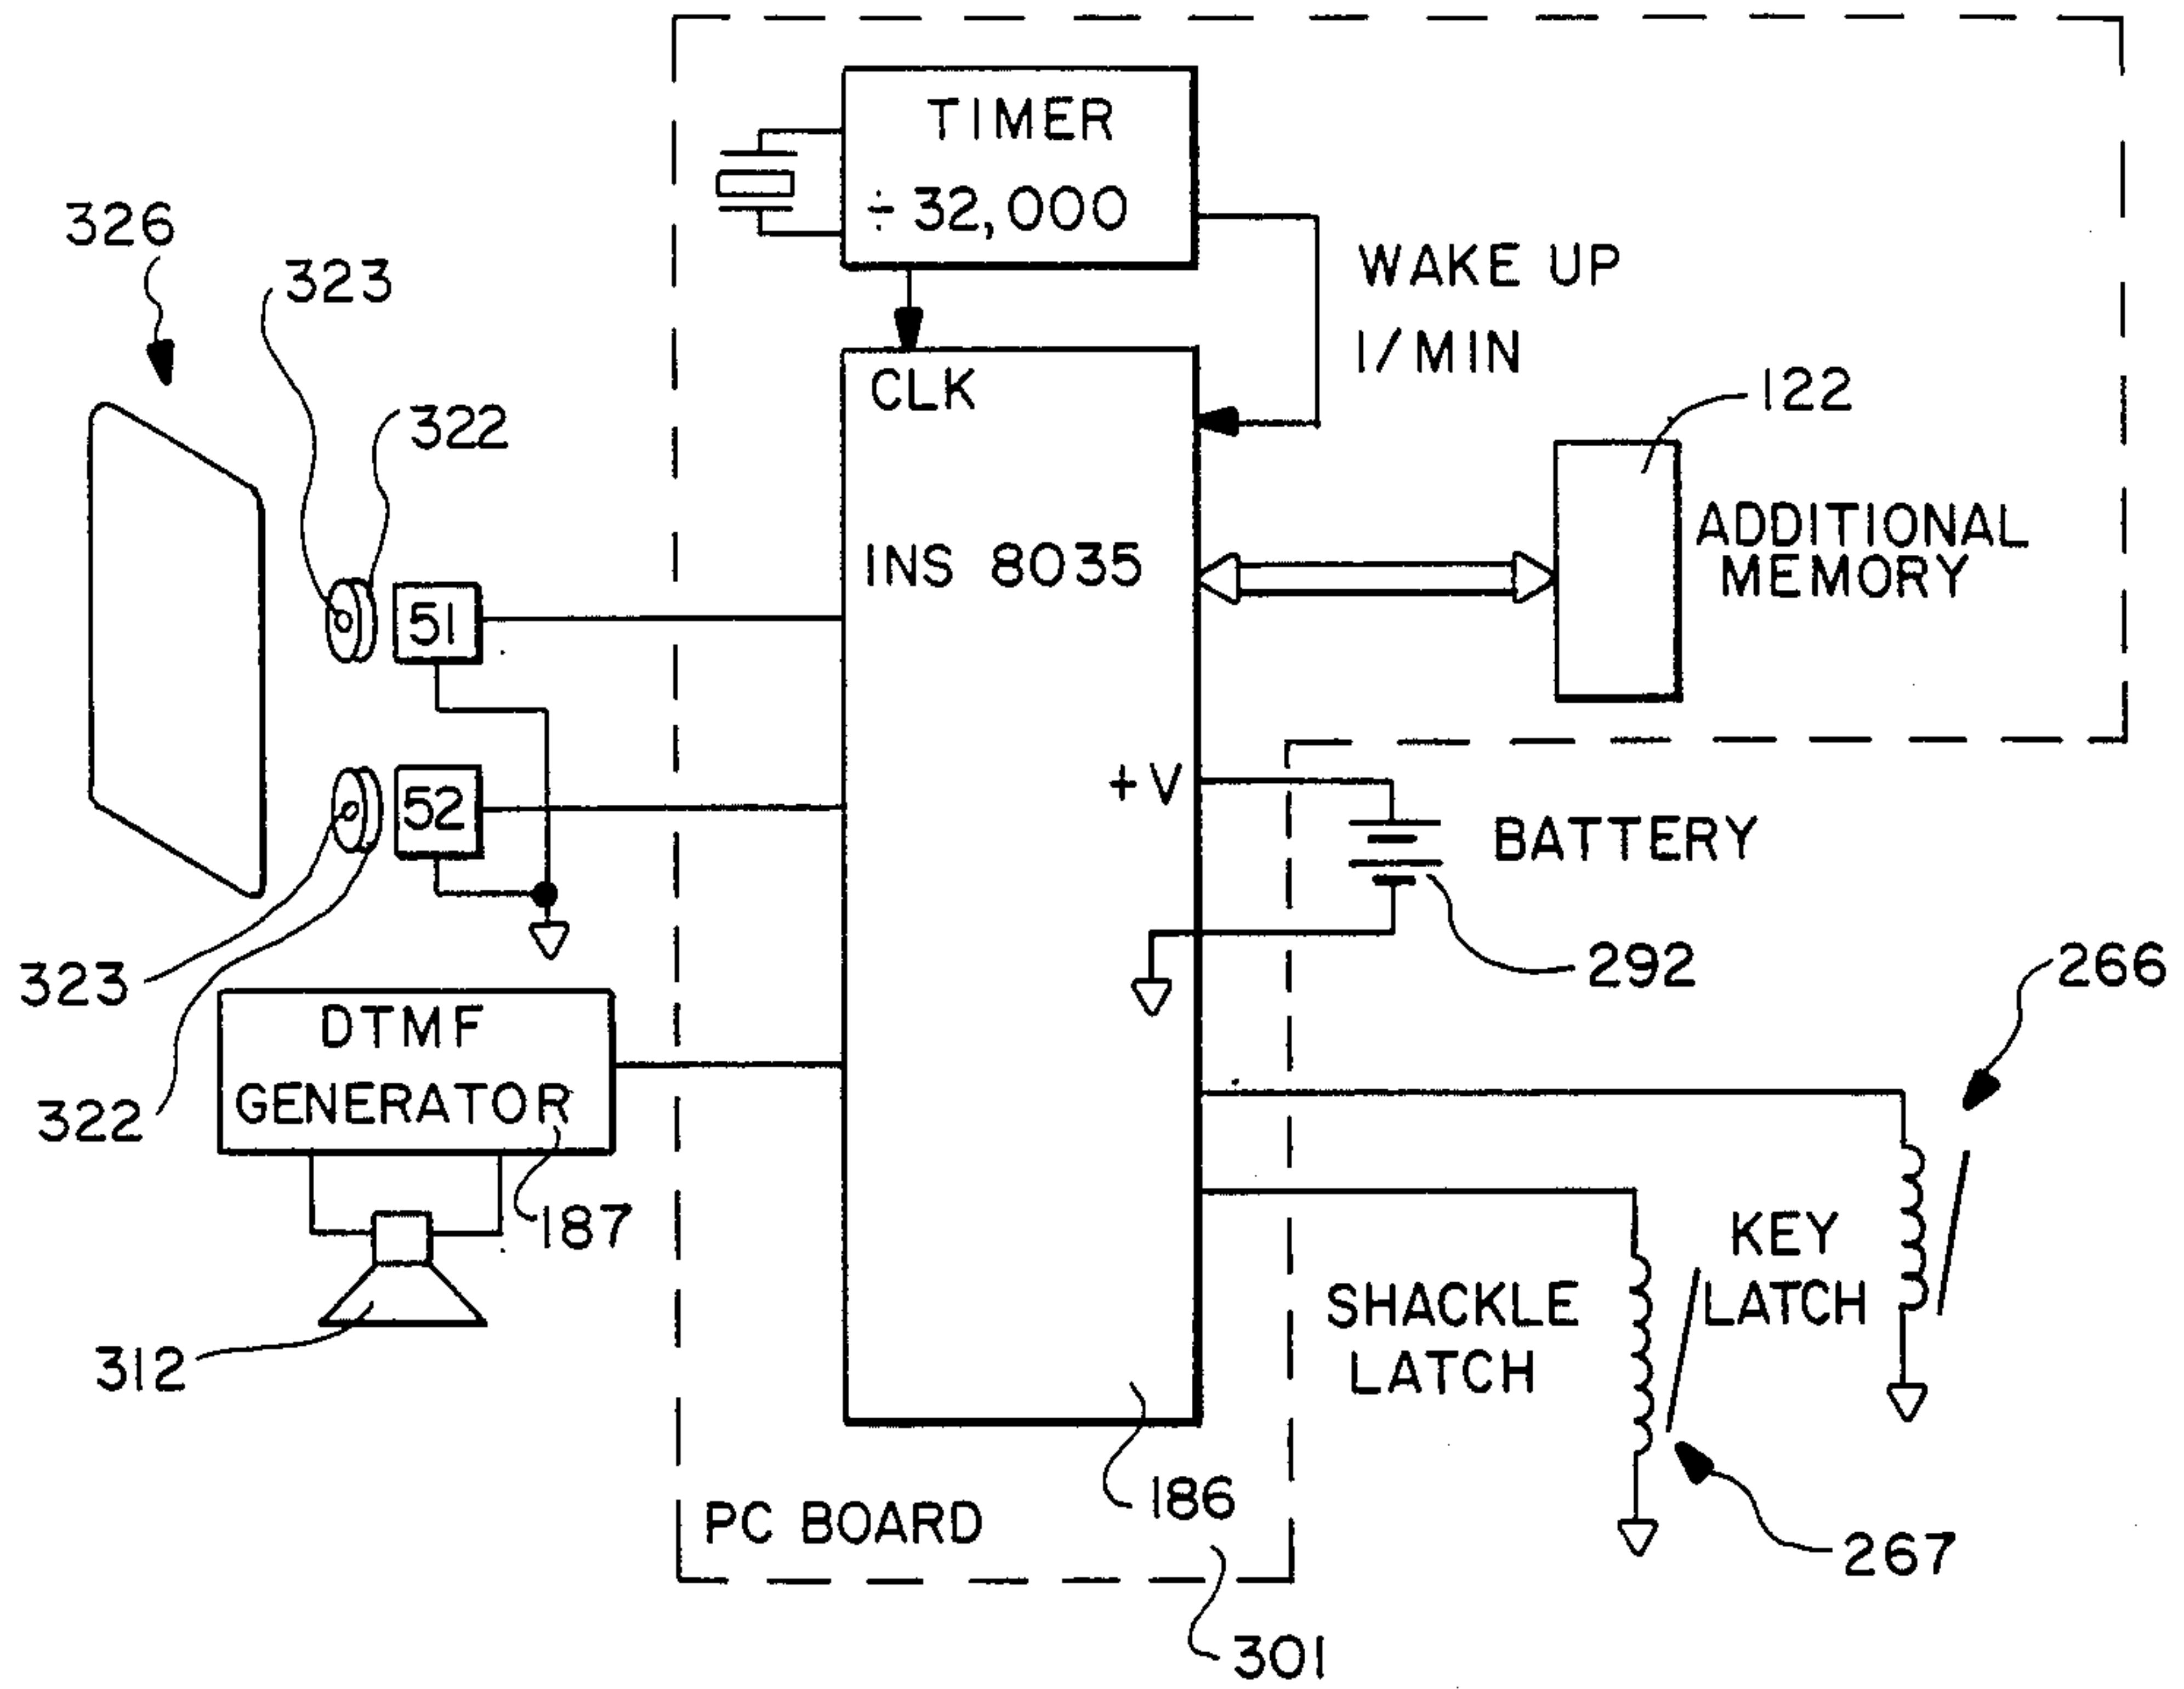 TIMER
÷ 32,000
326
323
WAKE UP
1/MIN
CLK
322
122
INS 8035
ADDITIONAL
MEMORY
51
+V
52
BATTERY
292
266
323
DTMF
GENERATOR
322
187
KEY
LATCH
SHACKLE
LATCH
312
186
PC BOARD
267
301